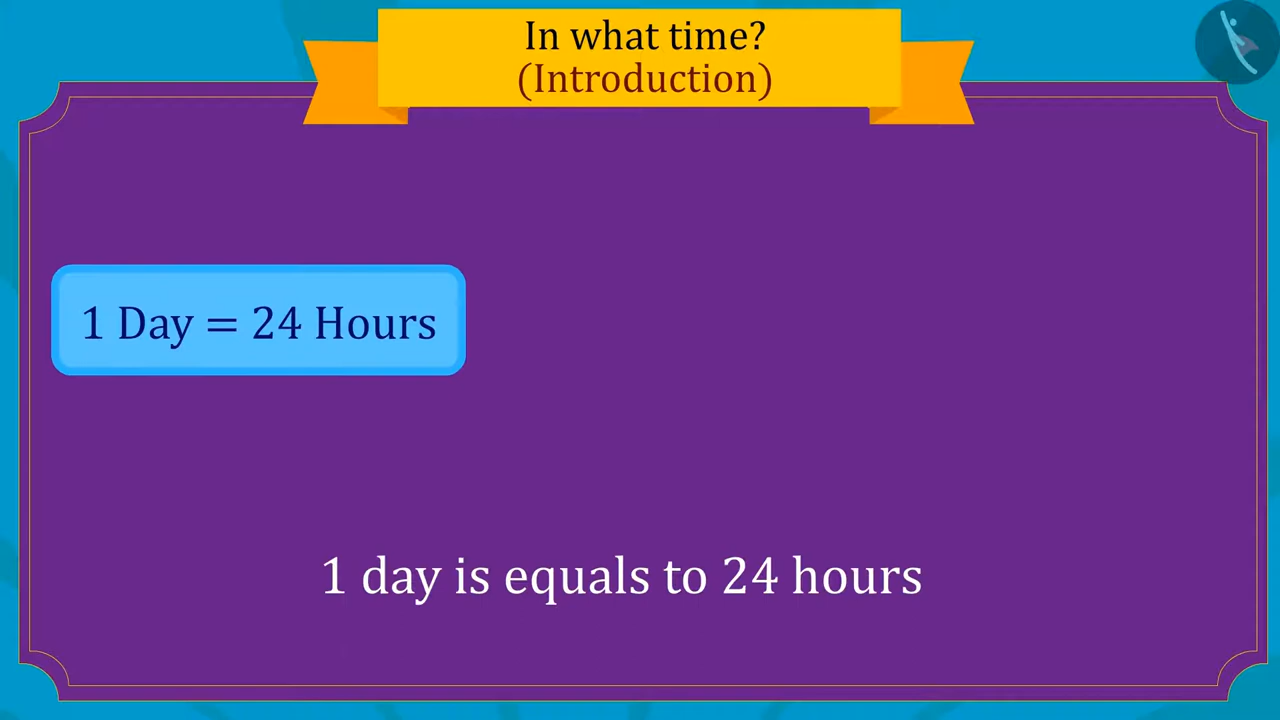 In what time?
(Introduction)
1 Day = 24 Hours
1 day is equals to 24 hours